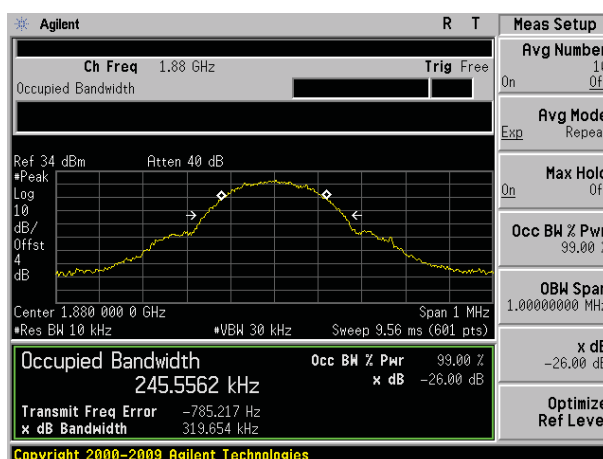 Agilent R T
Meas Setup
Ch Freq 1.88 GHz Trig Free
Occupied Bandwidth
Avg Number
10
On Off
Avg Mode
Exp Repea
Max Hold
On Of
Occ BW % Pwr
99.00 %
OBW Span
1.00000000 MHz
x dB
-26.00 dB
Optimize
Ref Level
Ref 34 dBm Atten 40 dB
#Peak
Log
10
dB/
Offst
4
dB
Center 1.880 000 0 GHz Span 1 MHz
#Res BW 10 kHz #VBW 30 kHz Sweep 9.56 ms (601 pts)
Occupied Bandwidth Occ BW % Pwr 99.00 %
245.5562 kHz x dB -26.00 dB
Transmit Freq Error -785.217 Hz
x dB Bandwidth 319.654 kHz
Copyright 2000-2009 Agilent Technologies